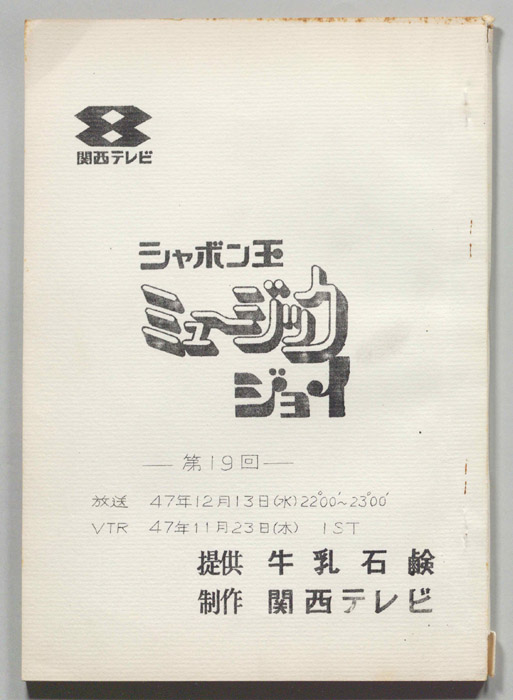 関西テレビ
シャボン玉
ミュージック
ジョイ
—第19回—
放送 47年12月13日(水)22°00'~23°00'
VTR 47年11月23日(木) 1ST
提供 牛乳石鹸
制作 関西テレビ